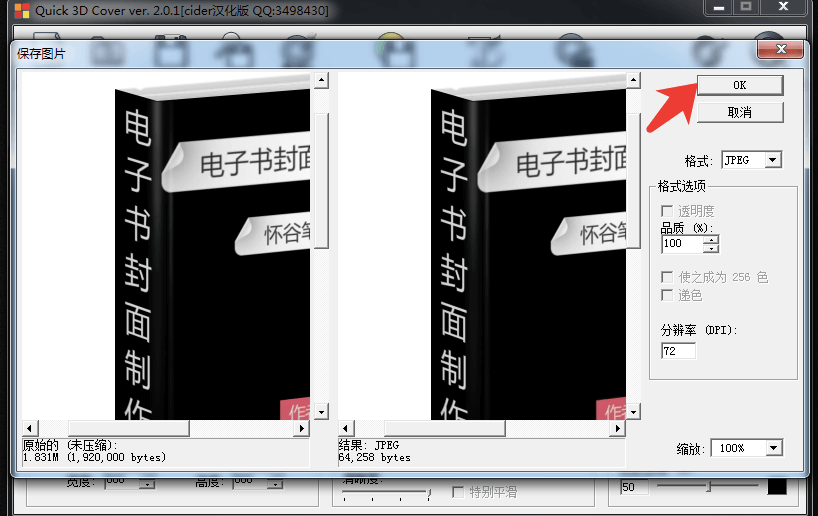 Quick 3D Cover ver. 2.0.1[cider汉化版 QQ:3498430]
保存图片
OK
取消
格式: JPEG
格式选项
透明度
品质 (%):
100
使之成为 256 色
递色
分辨率 (DPI):
72
缩放: 100%
电子书封面制作
电子书封面
怀谷笔
作者
电子书封面制作
电子书封面
怀谷笔
作
原始的 (未压缩):
1.831M (1,920,000 bytes)
结果: JPEG
64,258 bytes
宽度: 600
高度: 800
清晰度:
特别平滑
50